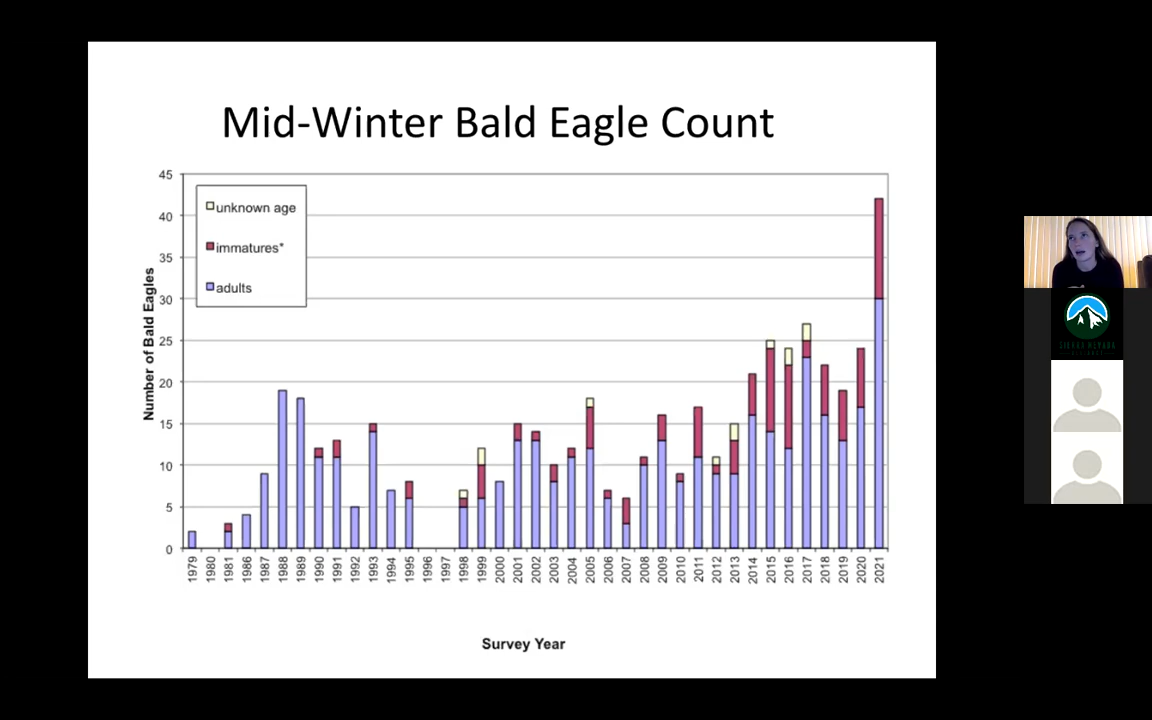 Mid-Winter Bald Eagle Count
45
40
35
30
25
20
15
10
5
0
Number of Bald Eagles
unknown age
immatures*
adults
1979 1980 1981 1986 1987 1988 1989 1990 1991 1992 1993 1994 1995 1996 1997 1998 1999 2000 2001 2002 2003 2004 2005 2006 2007 2008 2009 2010 2011 2012 2013 2014 2015 2016 2017 2018 2019 2020 2021
Survey Year
SIERRA NEVADA
ALLIANCE